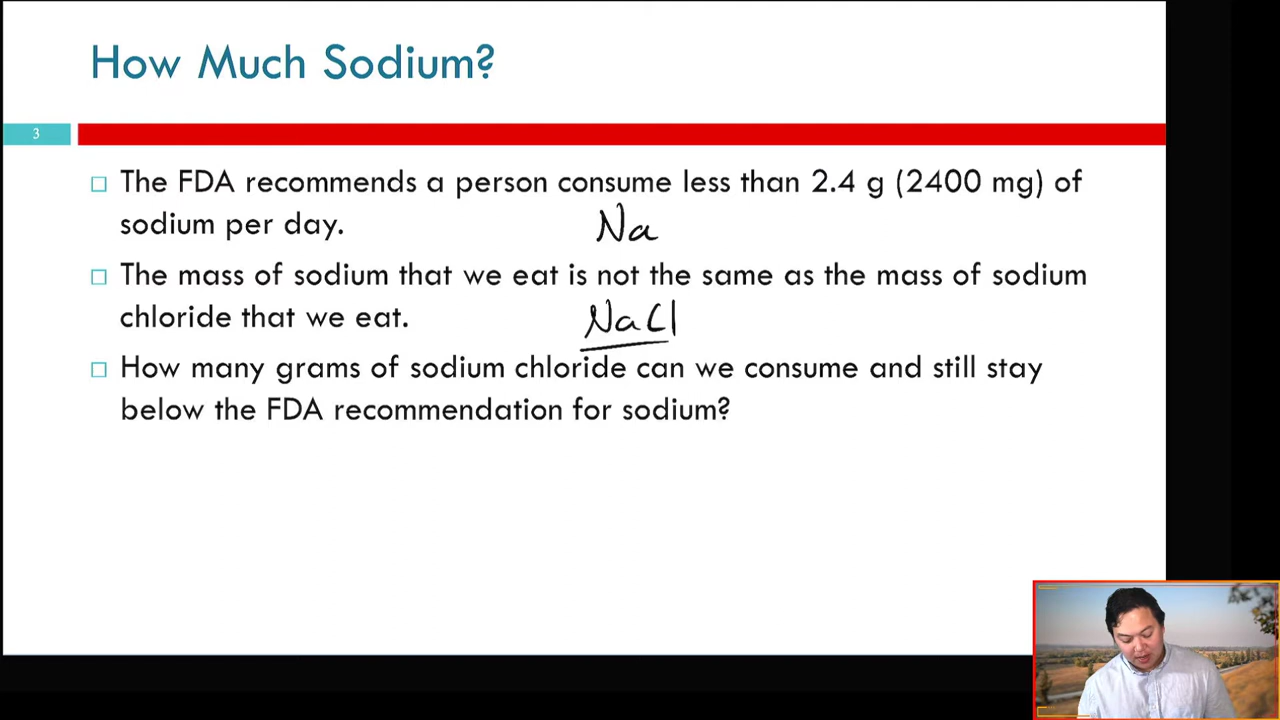 How Much Sodium?
3
□ The FDA recommends a person consume less than 2.4 g (2400 mg) of
sodium per day.
Na
□ The mass of sodium that we eat is not the same as the mass of sodium
chloride that we eat.
NaCl
□ How many grams of sodium chloride can we consume and still stay
below the FDA recommendation for sodium?